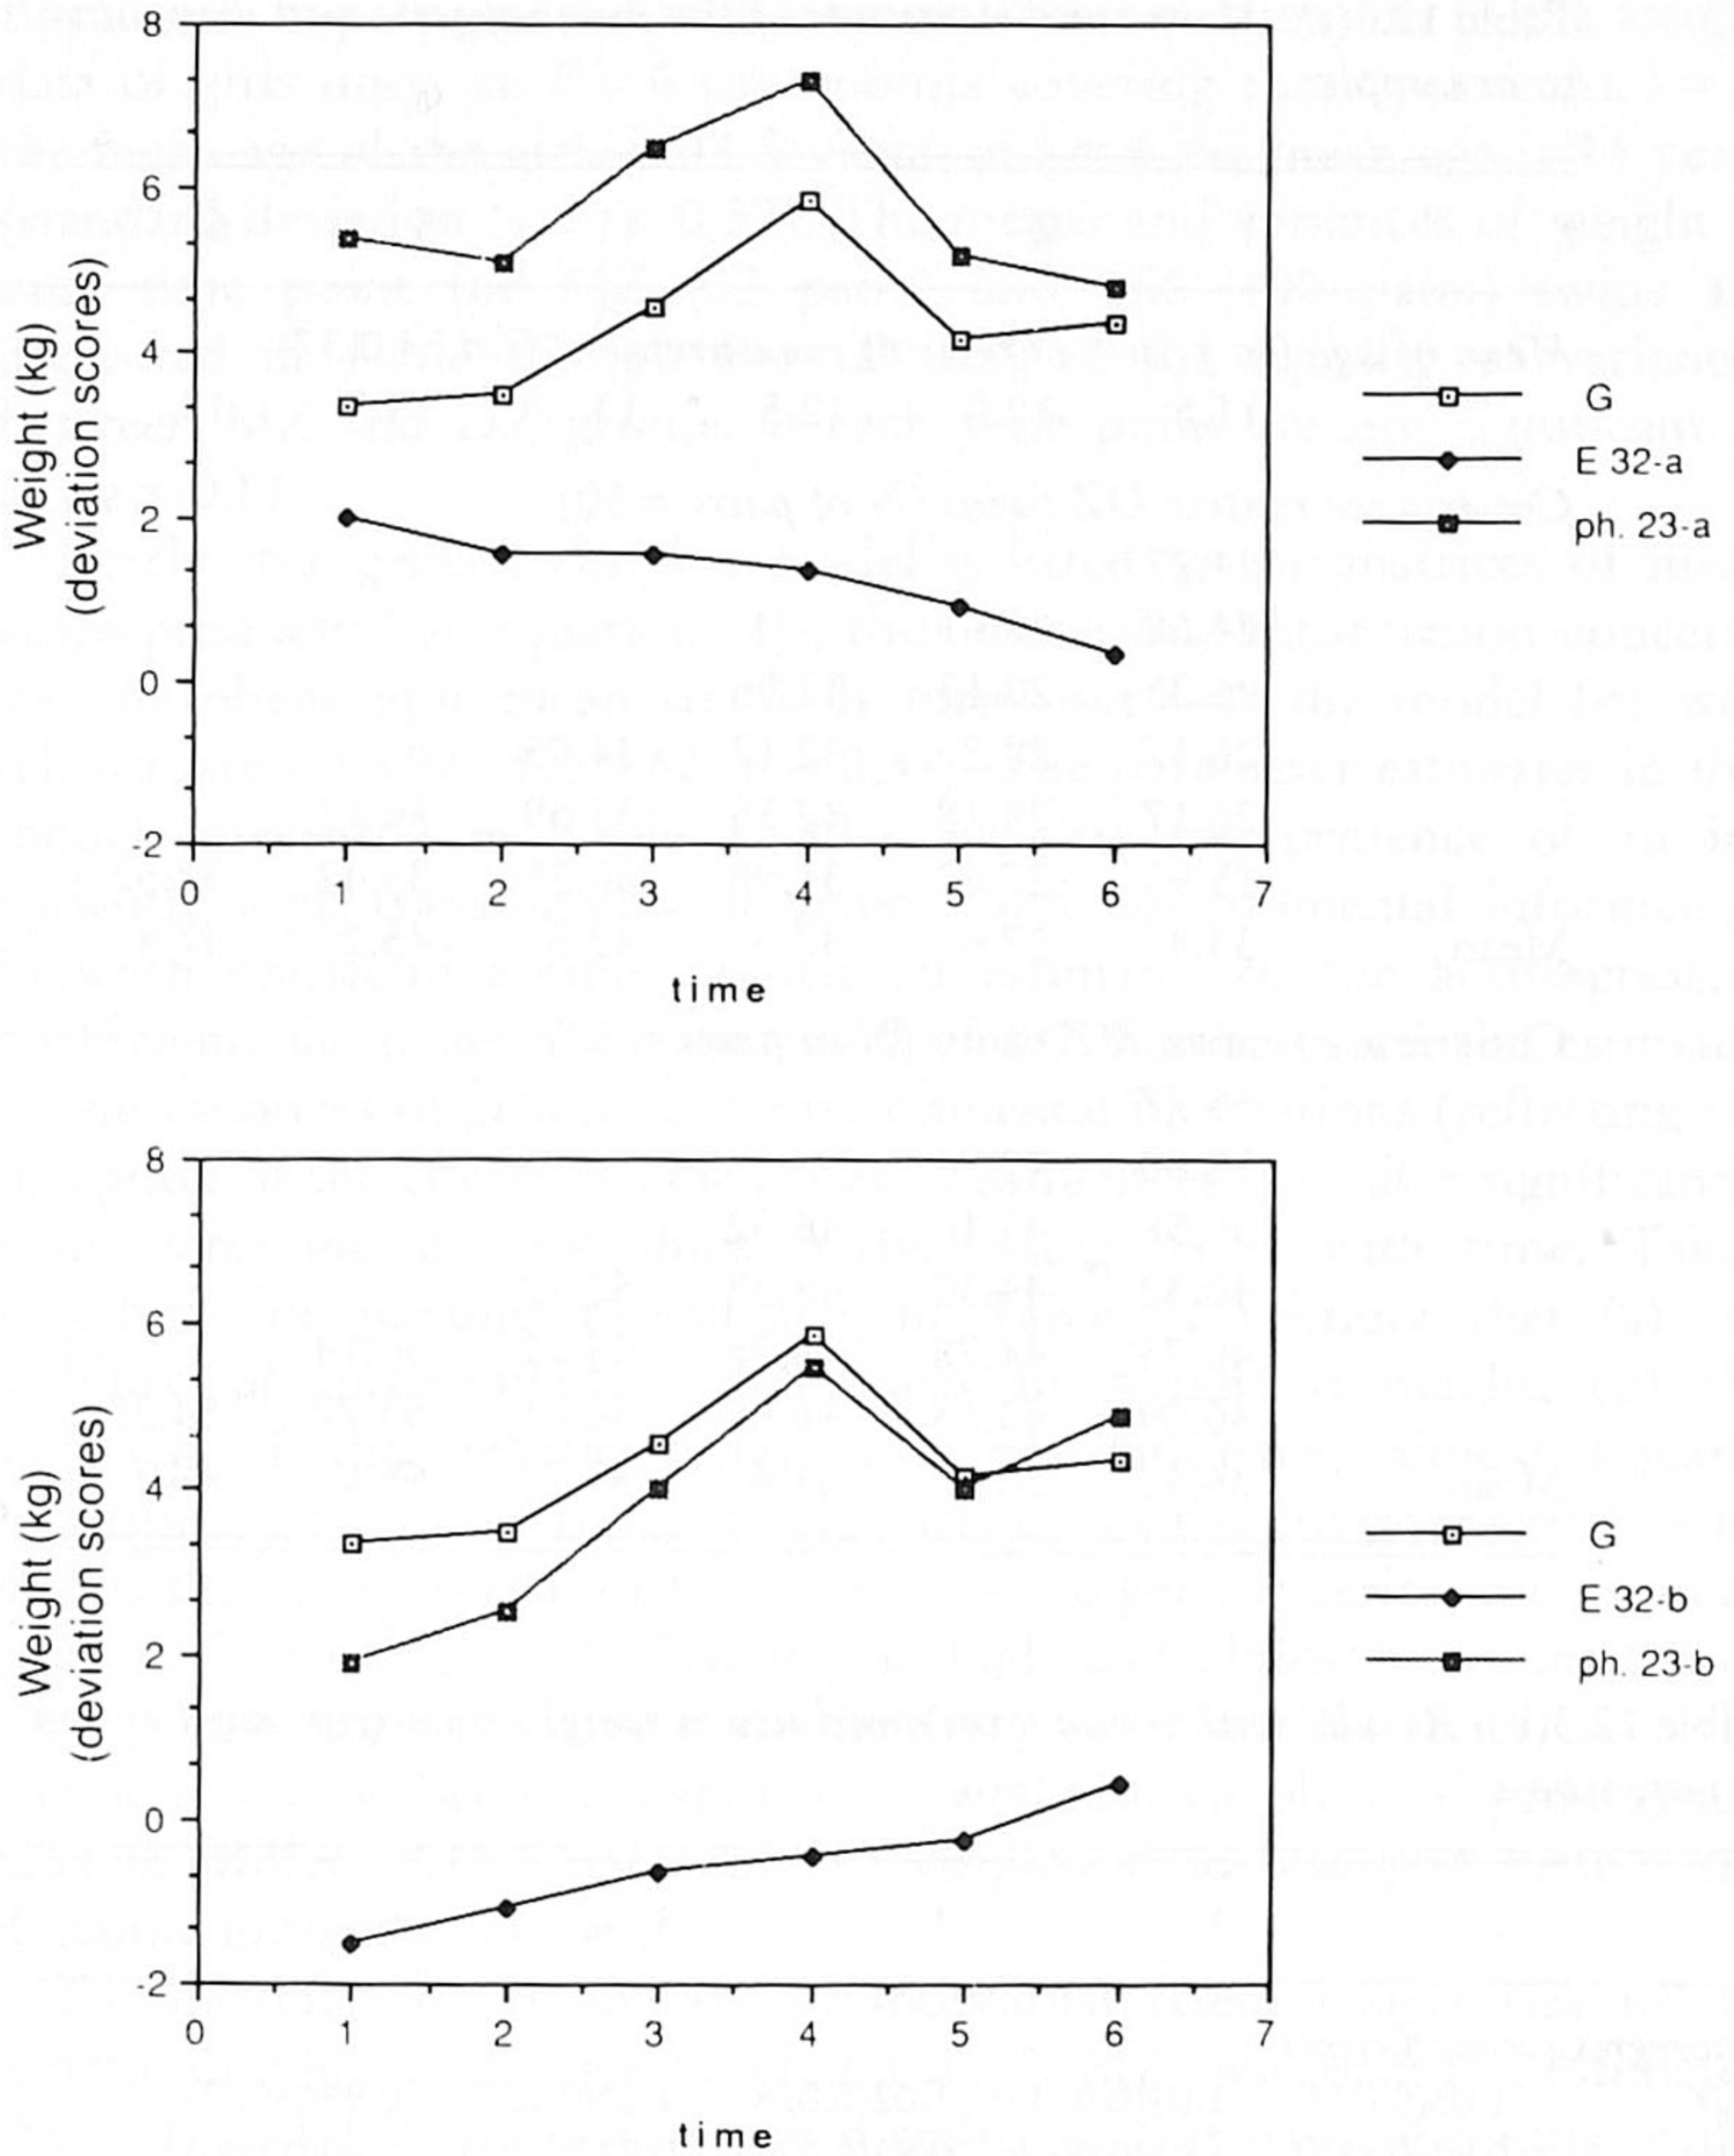 8
6
4
2
0
-2
0 1 2 3 4 5 6 7
Weight (kg)
(deviation scores)
time
G
E 32-a
ph. 23-a
8
6
4
2
0
-2
0 1 2 3 4 5 6 7
Weight (kg)
(deviation scores)
time
G
E 32-b
ph. 23-b